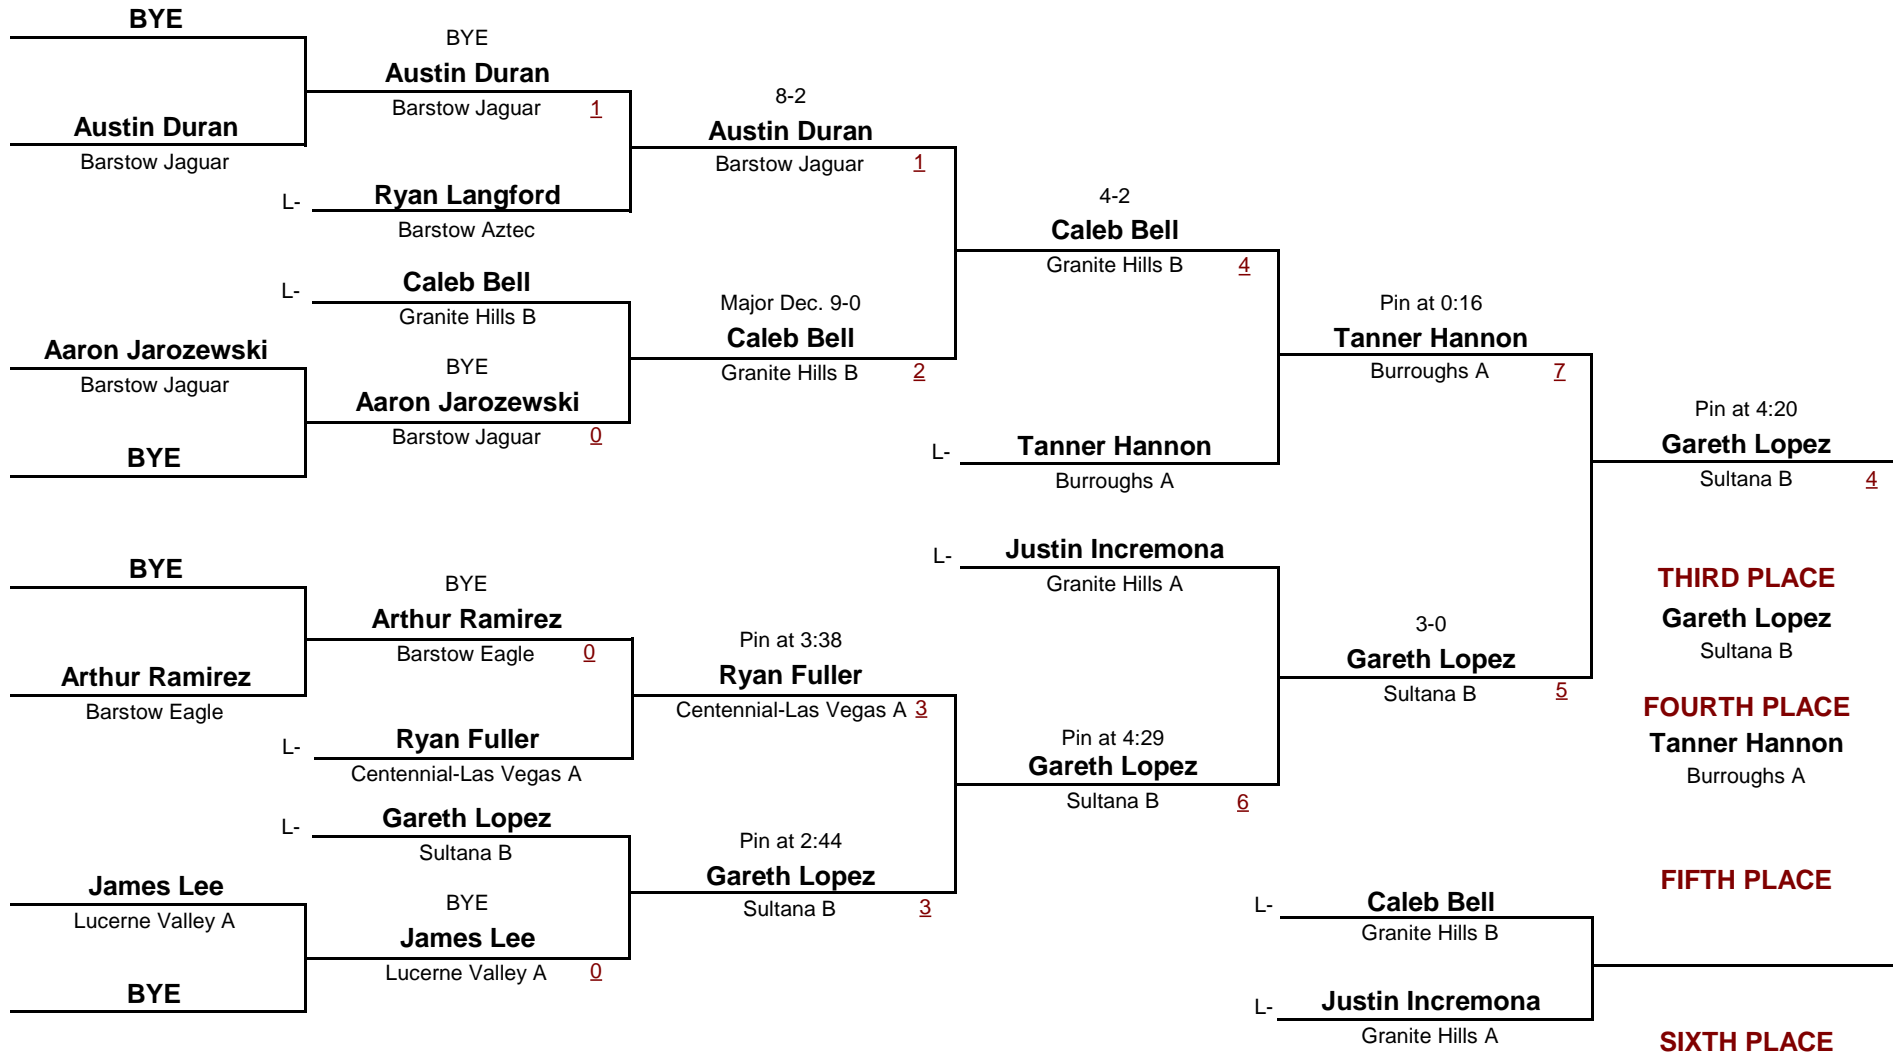 BYE
Austin Duran
Barstow Jaguar
Aaron Jarozewski
Barstow Jaguar
BYE
BYE
Arthur Ramirez
Barstow Eagle
James Lee
Lucerne Valley A
BYE
BYE
Austin Duran
Barstow Jaguar 1
L- Ryan Langford
Barstow Aztec
L- Caleb Bell
Granite Hills B
BYE
Aaron Jarozewski
Barstow Jaguar 0
BYE
Arthur Ramirez
Barstow Eagle 0
L- Ryan Fuller
Centennial-Las Vegas A
L- Gareth Lopez
Sultana B
BYE
James Lee
Lucerne Valley A 0
8-2
Austin Duran
Barstow Jaguar 1
Major Dec. 9-0
Caleb Bell
Granite Hills B 2
Pin at 3:38
Ryan Fuller
Centennial-Las Vegas A 3
Pin at 2:44
Gareth Lopez
Sultana B 3
4-2
Caleb Bell
Granite Hills B 4
L- Tanner Hannon
Burroughs A
L- Justin Incremona
Granite Hills A
Pin at 4:29
Gareth Lopez
Sultana B 6
Pin at 0:16
Tanner Hannon
Burroughs A 7
3-0
Gareth Lopez
Sultana B 5
L- Caleb Bell
Granite Hills B
L- Justin Incremona
Granite Hills A
Pin at 4:20
Gareth Lopez
Sultana B 4
THIRD PLACE
Gareth Lopez
Sultana B
FOURTH PLACE
Tanner Hannon
Burroughs A
FIFTH PLACE
SIXTH PLACE